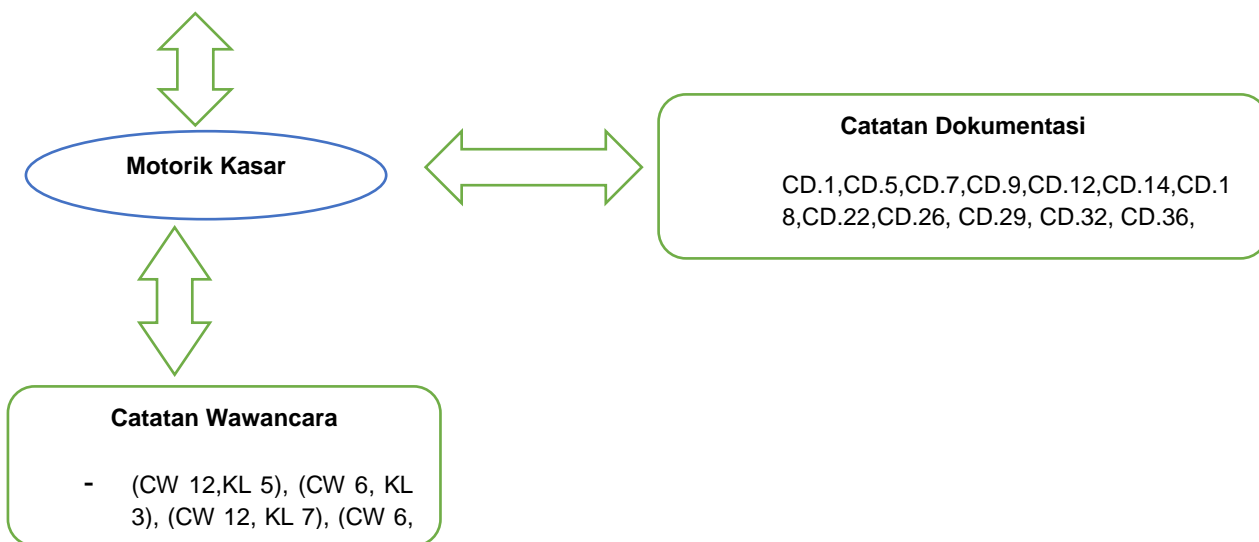 Motorik Kasar
Catatan Dokumentasi
CD.1,CD.5,CD.7,CD.9,CD.12,CD.14,CD.1
8,CD.22,CD.26, CD.29, CD.32, CD.36,
Catatan Wawancara
- (CW 12,KL 5), (CW 6, KL
3), (CW 12, KL 7), (CW 6,